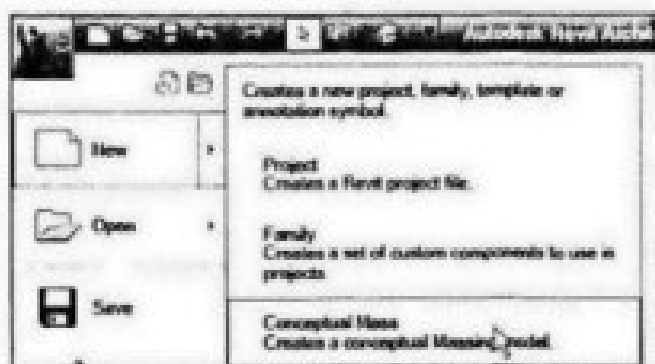 Autodesk Revit Archit
Creates a new project, family, template or
annotation symbol.
New
Project
Creates a Revit project file.
Open
Family
Creates a set of custom components to use in
projects
Save
Conceptual Mass
Creates a conceptual Massing model.